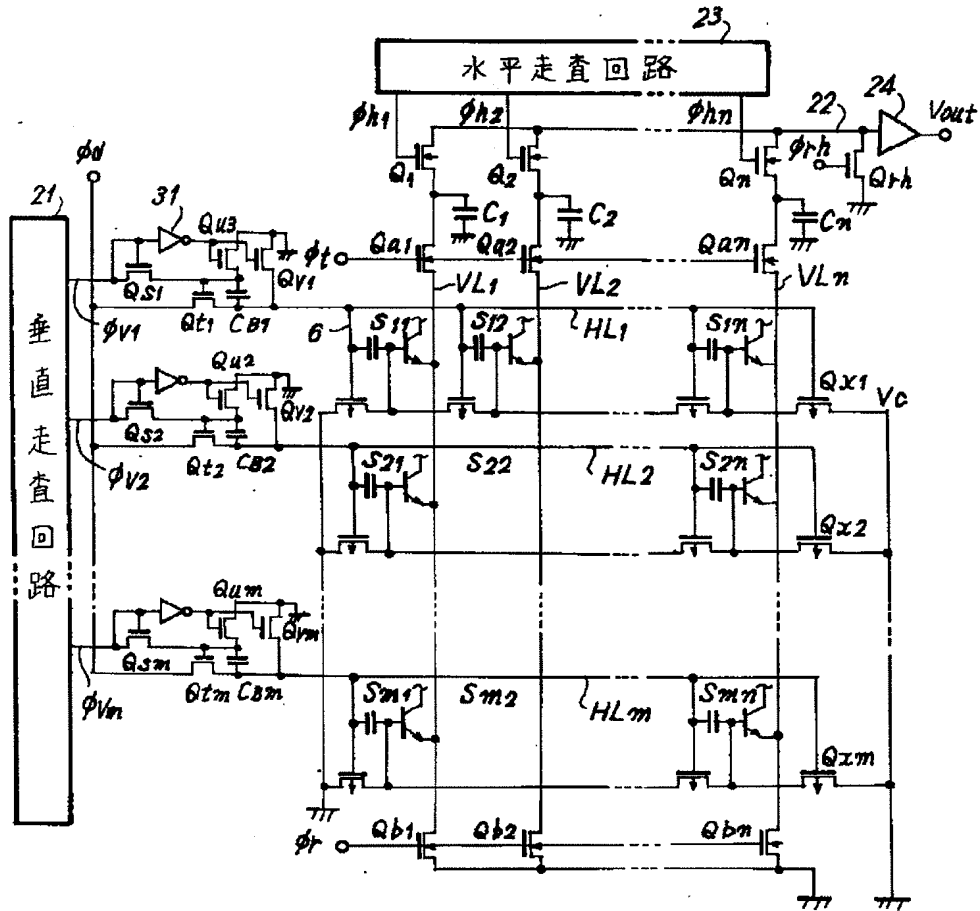 23
水平走査回路
φh1
φh2
φhn
22
24
Vout
φrh
Qrh
Q1
Q2
Qn
C1
C2
Cn
φd
21
31
Qu3
Qv1
φt
Qa1
Qa2
Qan
VL1
VL2
VLn
Qs1
φv1
Qt1
CB1
6
S11
S12
HL1
S1n
Qx1
Vc
垂直走査回路
Qu2
Qv2
Qs2
φv2
Qt2
CB2
S21
S22
HL2
S2n
Qx2
Qum
Qvm
Qsm
φvm
Qtm
CBm
Sm1
Sm2
HLm
Smn
Qxm
φr
Qb1
Qb2
Qbn